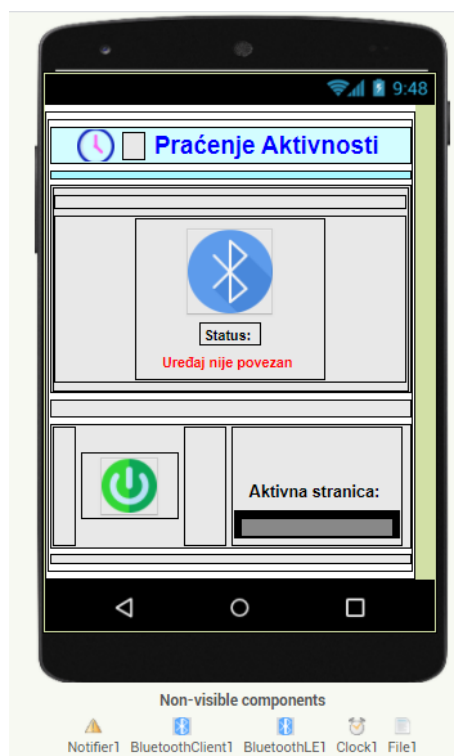 9:48
Praćenje Aktivnosti
Status:
Uređaj nije povezan
Aktivna stranica:
Non-visible components
Notifier1 BluetoothClient1 BluetoothLE1 Clock1 File1